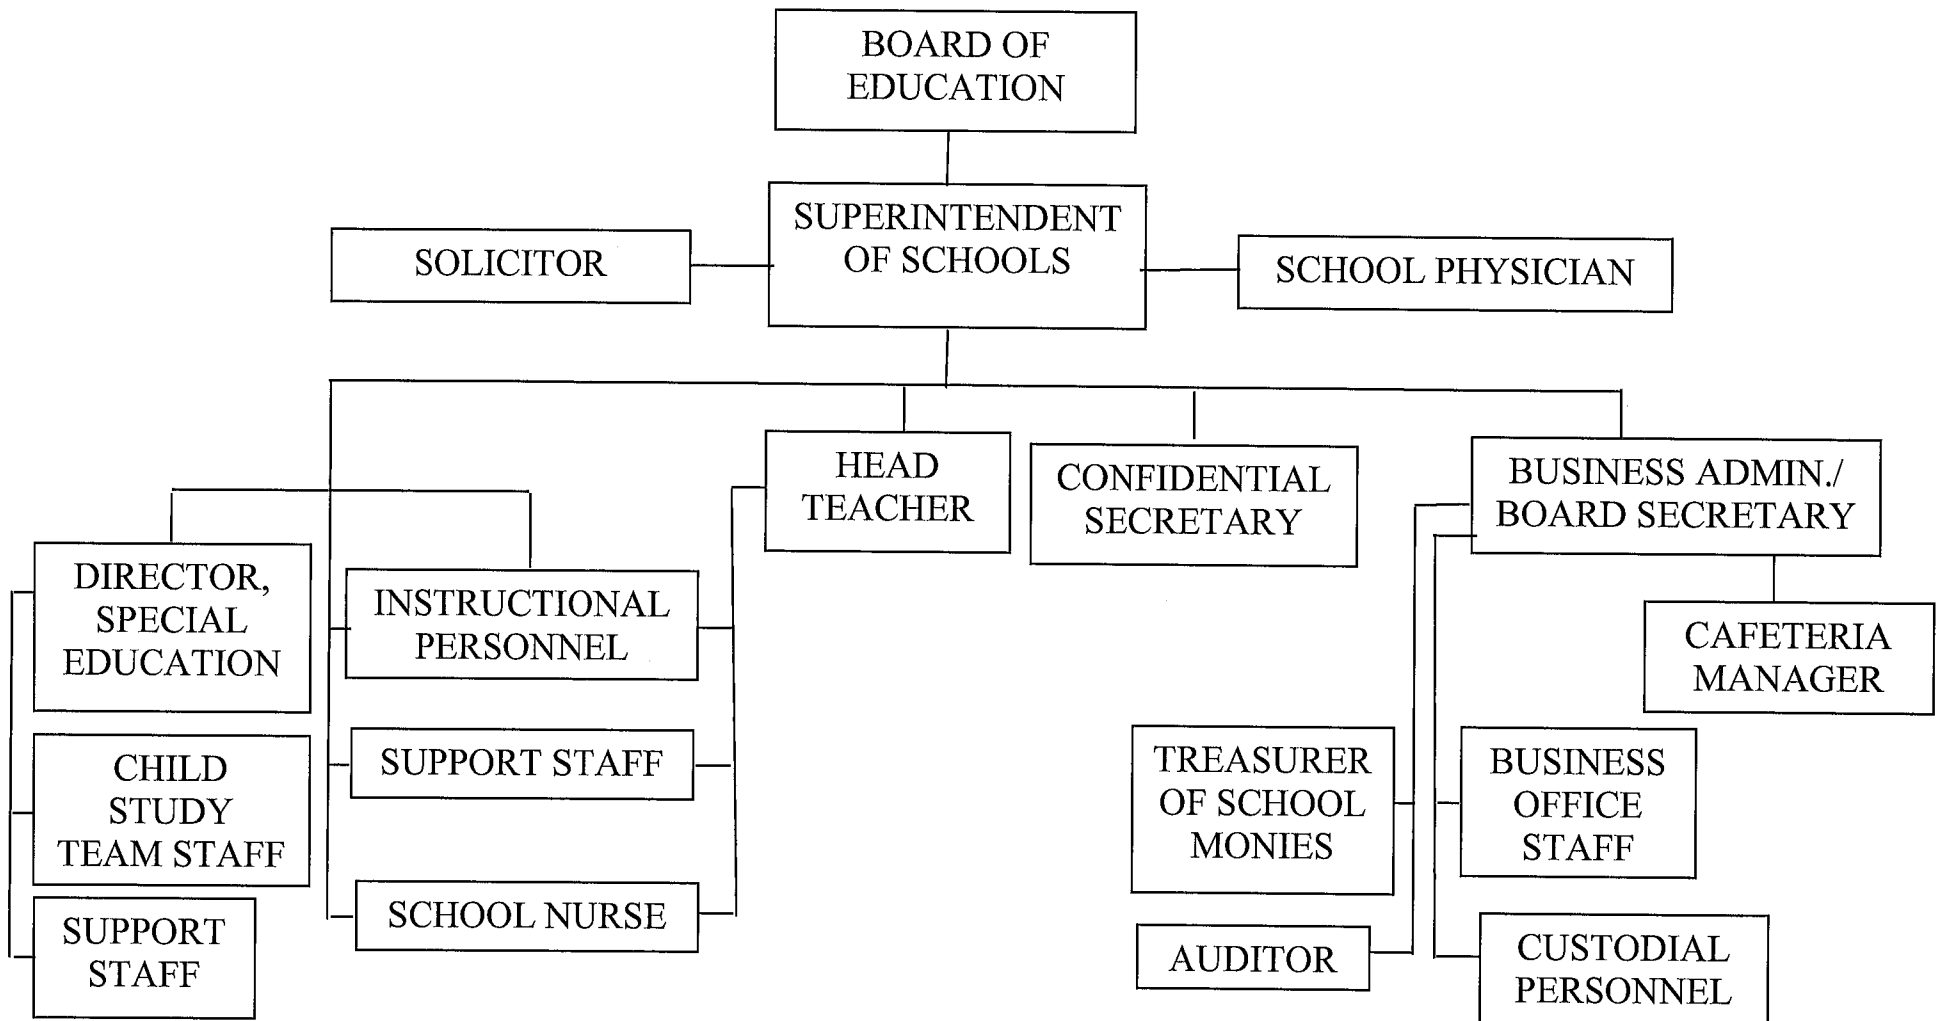 BOARD OF
EDUCATION
SUPERINTENDENT
OF SCHOOLS
SOLICITOR
SCHOOL PHYSICIAN
HEAD
TEACHER
CONFIDENTIAL
SECRETARY
BUSINESS ADMIN./
BOARD SECRETARY
DIRECTOR,
SPECIAL
EDUCATION
INSTRUCTIONAL
PERSONNEL
CAFETERIA
MANAGER
CHILD
STUDY
TEAM STAFF
SUPPORT STAFF
TREASURER
OF SCHOOL
MONIES
BUSINESS
OFFICE
STAFF
SUPPORT
STAFF
SCHOOL NURSE
AUDITOR
CUSTODIAL
PERSONNEL